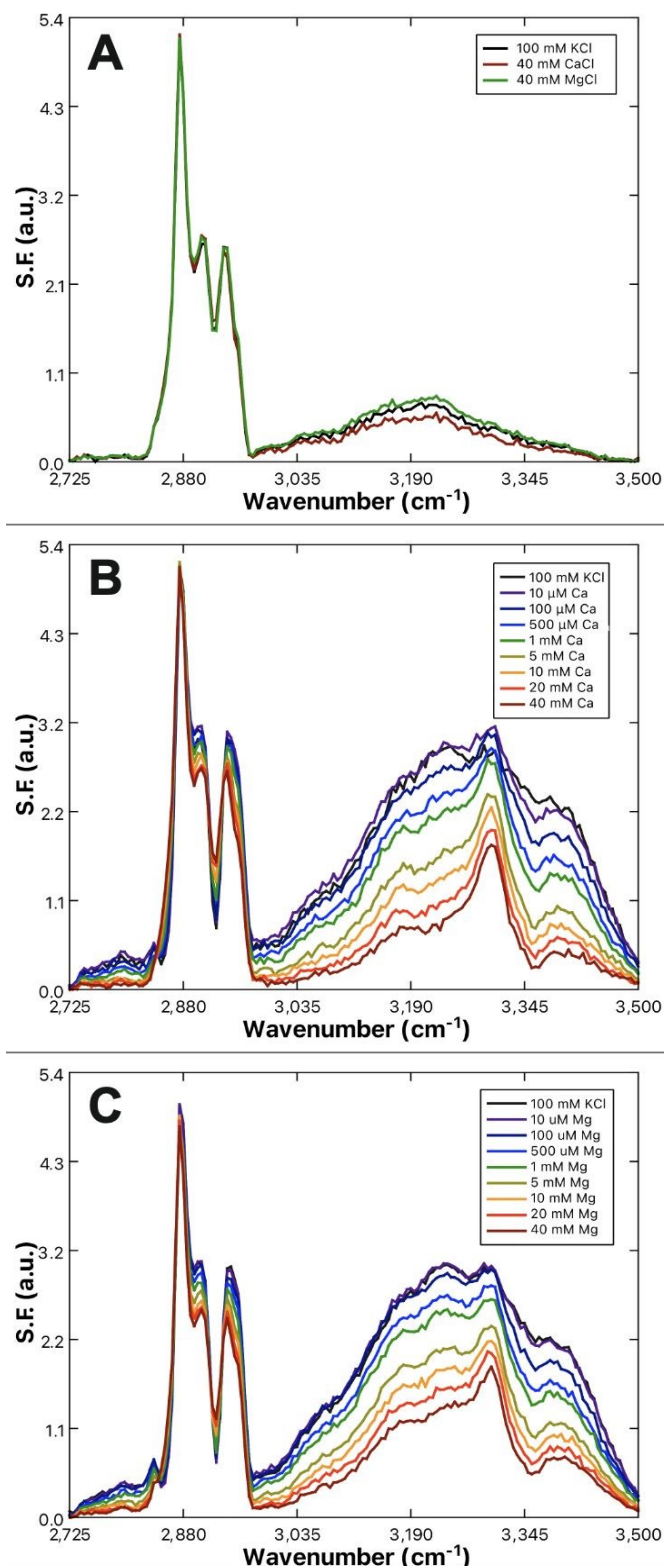 A
5.4
4.3
3.2
2.1
1.1
0.0
S.F. (a.u.)
100 mM KCl
40 mM CaCl
40 mM MgCl
2,725 2,880 3,035 3,190 3,345 3,500
Wavenumber (cm⁻¹)
B
5.4
4.3
3.2
2.2
1.1
0.0
S.F. (a.u.)
100 mM KCl
10 µM Ca
100 µM Ca
500 µM Ca
1 mM Ca
5 mM Ca
10 mM Ca
20 mM Ca
40 mM Ca
2,725 2,880 3,035 3,190 3,345 3,500
Wavenumber (cm⁻¹)
C
5.4
4.3
3.2
2.2
1.1
0.0
S.F. (a.u.)
100 mM KCl
10 uM Mg
100 uM Mg
500 uM Mg
1 mM Mg
5 mM Mg
10 mM Mg
20 mM Mg
40 mM Mg
2,725 2,880 3,035 3,190 3,345 3,500
Wavenumber (cm⁻¹)